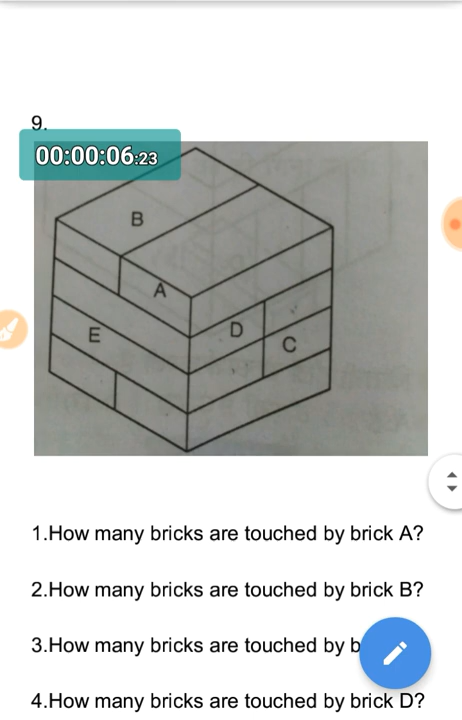 9.
00:00:06:23
B
A
D
E
C
1.How many bricks are touched by brick A?
2.How many bricks are touched by brick B?
3.How many bricks are touched by b
4.How many bricks are touched by brick D?